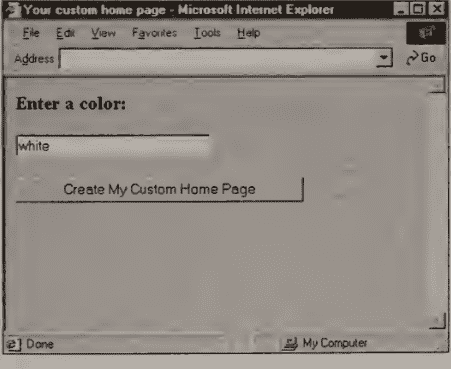 Your custom home page - Microsoft Internet Explorer
File Edit View Favorites Tools Help
Address Go
Enter a color:
white
Create My Custom Home Page
Done My Computer